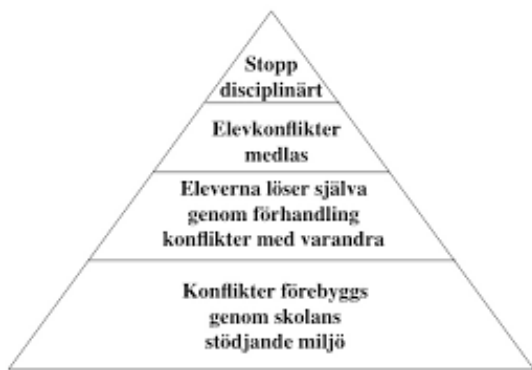 Stopp
disciplinärt
Elevkonflikter
medlas
Eleverna löser själva
genom förhandling
konflikter med varandra
Konflikter förebyggs
genom skolans
stödjande miljö